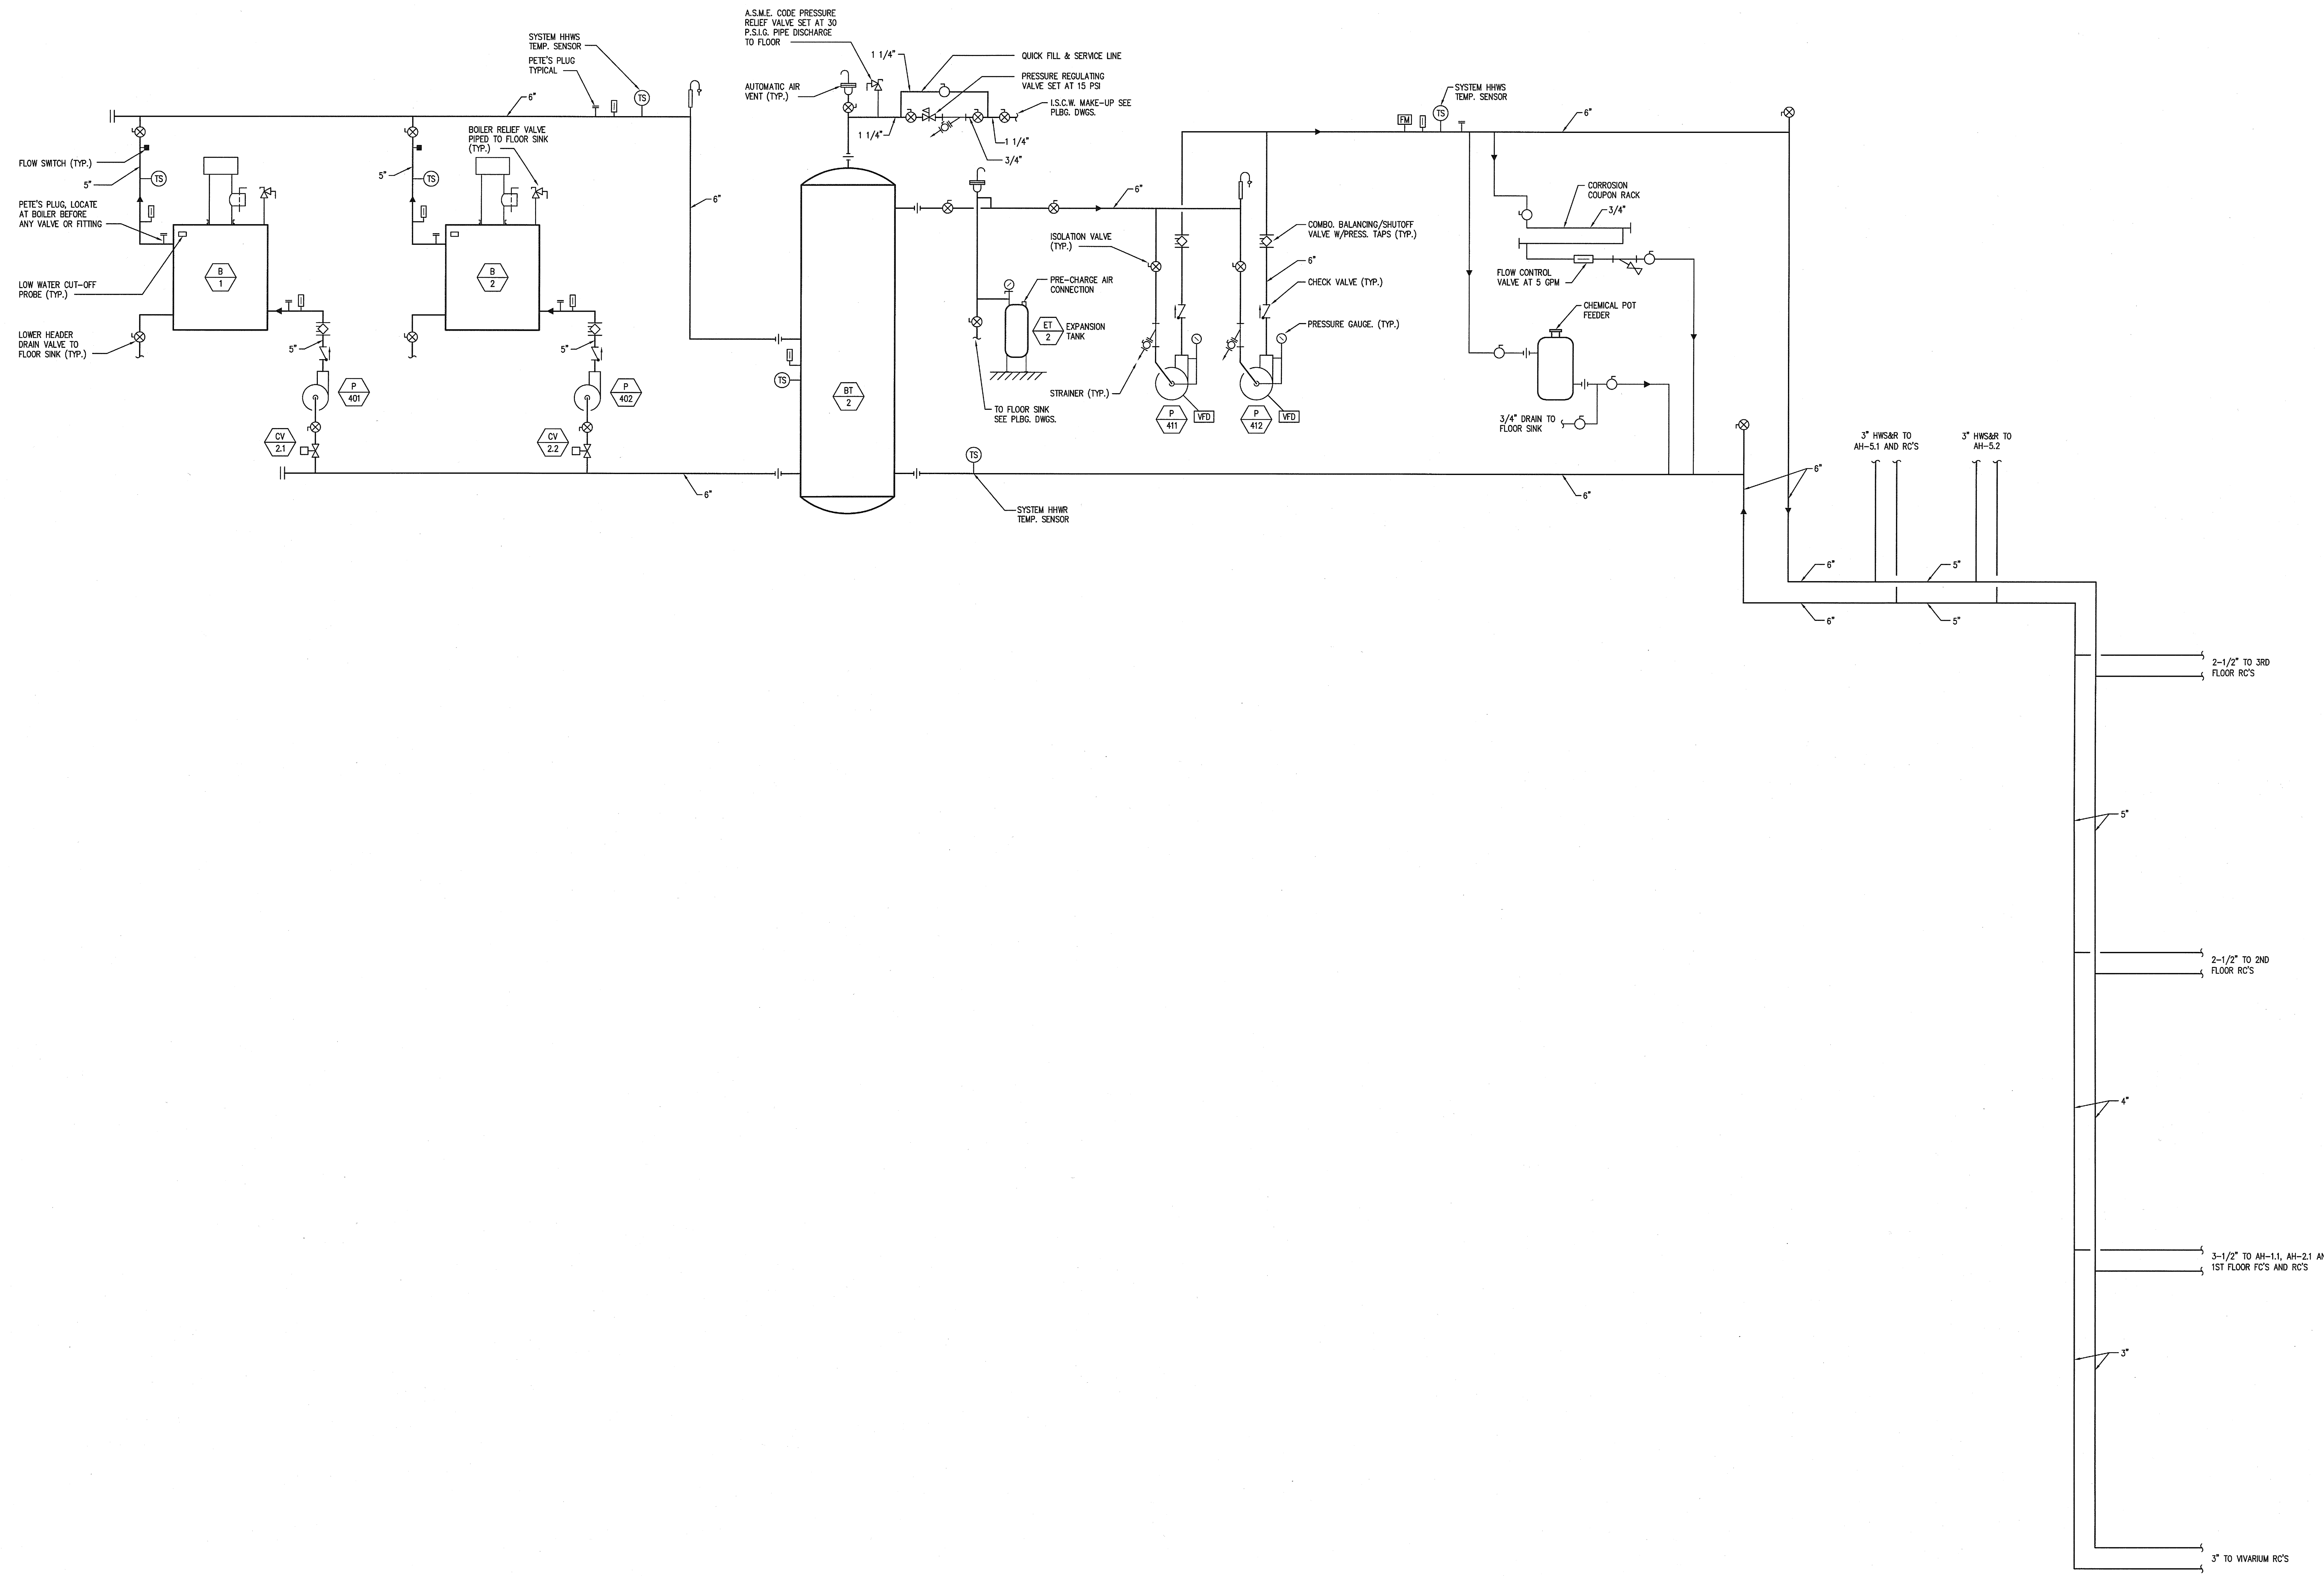 A.S.M.E. CODE PRESSURE
RELIEF VALVE SET AT 30
P.S.I.G. PIPE DISCHARGE
TO FLOOR
SYSTEM HHWS
TEMP. SENSOR
PETE'S PLUG
TYPICAL
6"
TS
AUTOMATIC AIR
VENT (TYP.)
1 1/4"
QUICK FILL & SERVICE LINE
PRESSURE REGULATING
VALVE SET AT 15 PSI
I.S.C.W. MAKE-UP SEE
PLBG. DWGS.
1 1/4"
1 1/4"
3/4"
SYSTEM HHWS
TEMP. SENSOR
FM
TS
6"
FLOW SWITCH (TYP.)
5"
TS
BOILER RELIEF VALVE
PIPED TO FLOOR SINK
(TYP.)
5"
TS
PETE'S PLUG, LOCATE
AT BOILER BEFORE
ANY VALVE OR FITTING
LOW WATER CUT-OFF
PROBE (TYP.)
LOWER HEADER
DRAIN VALVE TO
FLOOR SINK (TYP.)
B
1
B
2
6"
6"
5"
5"
P
401
P
402
CV
2.1
CV
2.2
6"
TS
BT
2
ISOLATION VALVE
(TYP.)
PRE-CHARGE AIR
CONNECTION
ET
2
EXPANSION
TANK
STRAINER (TYP.)
TO FLOOR SINK
SEE PLBG. DWGS.
COMBO. BALANCING/SHUTOFF
VALVE W/PRESS. TAPS (TYP.)
6"
CHECK VALVE (TYP.)
PRESSURE GAUGE. (TYP.)
P
411
VFD
P
412
VFD
TS
SYSTEM HHWR
TEMP. SENSOR
6"
CORROSION
COUPON RACK
3/4"
FLOW CONTROL
VALVE AT 5 GPM
CHEMICAL POT
FEEDER
3/4" DRAIN TO
FLOOR SINK
6"
3" HWS&R TO
AH-5.1 AND RC'S
3" HWS&R TO
AH-5.2
6"
5"
6"
5"
2-1/2" TO 3RD
FLOOR RC'S
5"
2-1/2" TO 2ND
FLOOR RC'S
4"
3-1/2" TO AH-1.1, AH-2.1
1ST FLOOR FC'S AND RC'S
3"
3" TO VIVARIUM RC'S